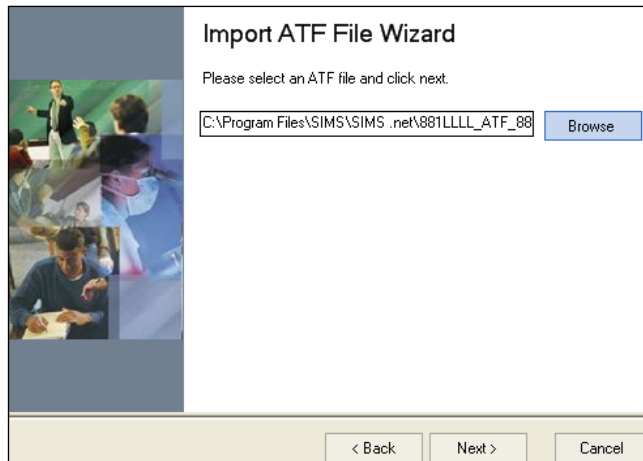 Import ATF File Wizard
Please select an ATF file and click next.
C:\Program Files\SIMS\SIMS .net\881LLLL_ATF_88
Browse
< Back
Next >
Cancel